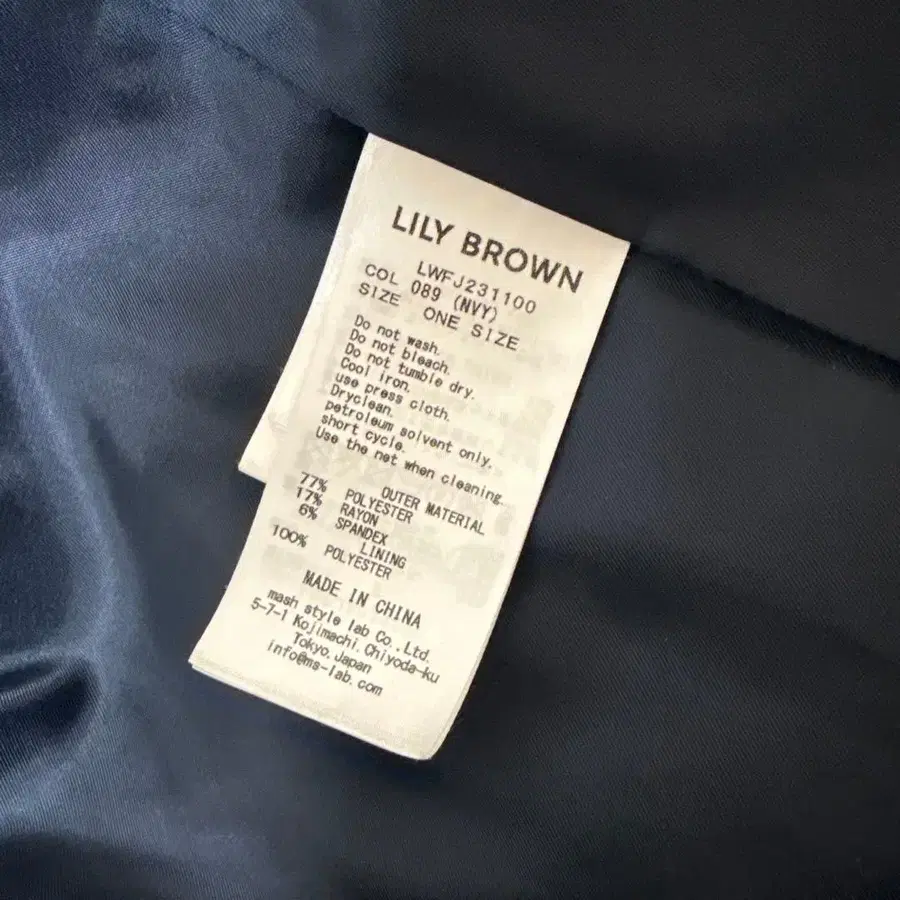 LILY BROWN
LWFJ231100
COL 089 (NVY)
SIZE ONE SIZE
Do not wash.
Do not bleach.
Do not tumble dry.
Cool iron.
use press cloth.
Dryclean.
petroleum solvent only.
short cycle.
Use the net when cleaning.
OUTER MATERIAL
77% POLYESTER
17% RAYON
6% SPANDEX
LINING
100% POLYESTER
MADE IN CHINA
mash style lab Co.,Ltd.
5-7-1 Kojimachi,Chiyoda-ku
Tokyo,Japan
info@ms-lab.com